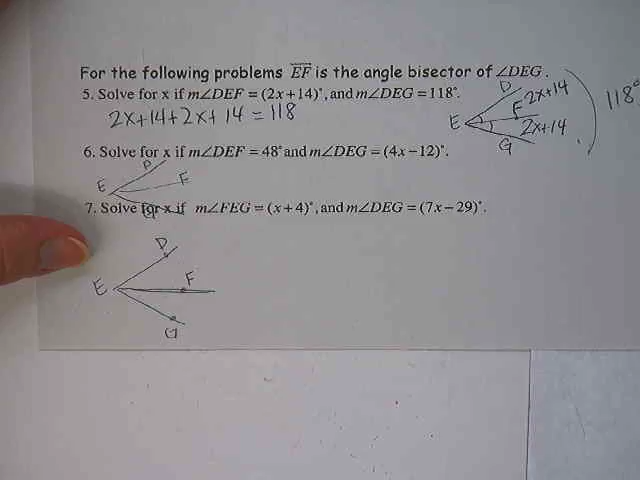 For the following problems EF is the angle bisector of ∠DEG.
5. Solve for x if m∠DEF = (2x+14)°, and m∠DEG = 118°.
2x+14+2x+14 = 118
D
F 2x+14
E
2x+14
G
118°
6. Solve for x if m∠DEF = 48° and m∠DEG = (4x−12)°.
D
E
F
G
7. Solve for x if m∠FEG = (x+4)°, and m∠DEG = (7x−29)°.
D
F
E
G